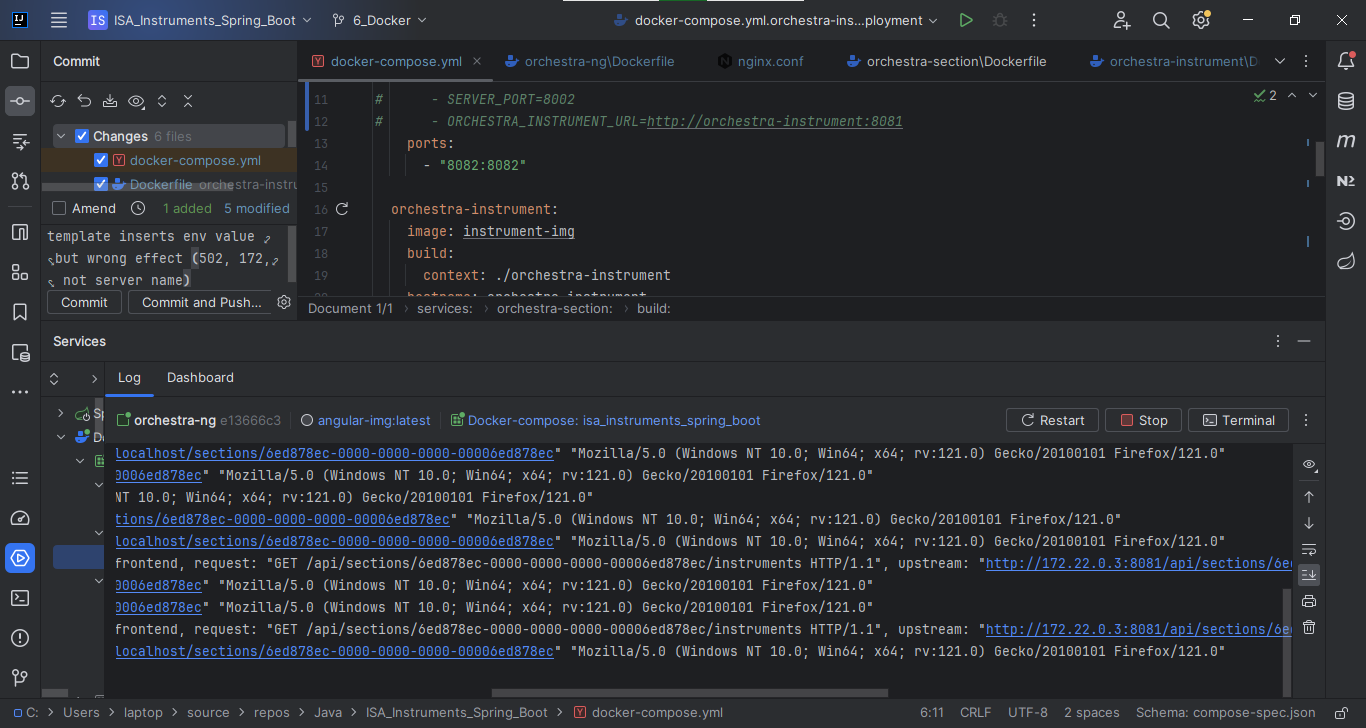 IJ
IS ISA_Instruments_Spring_Boot 6_Docker docker-compose.yml.orchestra-ins...ployment
Commit
docker-compose.yml orchestra-ng\Dockerfile nginx.conf orchestra-section\Dockerfile orchestra-instrument\D
Changes 6 files
docker-compose.yml
Dockerfile orchestra-instru
Amend 1 added 5 modified
template inserts env value
but wrong effect (502, 172,
not server name)
Commit Commit and Push...
11 # - SERVER_PORT=8002
12 # - ORCHESTRA_INSTRUMENT_URL=http://orchestra-instrument:8081
13 ports:
14 - "8082:8082"
15
16 orchestra-instrument:
17 image: instrument-img
18 build:
19 context: ./orchestra-instrument
2
Document 1/1 services: orchestra-section: build:
Services
Log Dashboard
orchestra-ng e13666c3 angular-img:latest Docker-compose: isa_instruments_spring_boot Restart Stop Terminal
localhost/sections/6ed878ec-0000-0000-0000-00006ed878ec" "Mozilla/5.0 (Windows NT 10.0; Win64; x64; rv:121.0) Gecko/20100101 Firefox/121.0"
0006ed878ec" "Mozilla/5.0 (Windows NT 10.0; Win64; x64; rv:121.0) Gecko/20100101 Firefox/121.0"
NT 10.0; Win64; x64; rv:121.0) Gecko/20100101 Firefox/121.0"
tions/6ed878ec-0000-0000-0000-00006ed878ec" "Mozilla/5.0 (Windows NT 10.0; Win64; x64; rv:121.0) Gecko/20100101 Firefox/121.0"
localhost/sections/6ed878ec-0000-0000-0000-00006ed878ec" "Mozilla/5.0 (Windows NT 10.0; Win64; x64; rv:121.0) Gecko/20100101 Firefox/121.0"
frontend, request: "GET /api/sections/6ed878ec-0000-0000-0000-00006ed878ec/instruments HTTP/1.1", upstream: "http://172.22.0.3:8081/api/sections/6e
0006ed878ec" "Mozilla/5.0 (Windows NT 10.0; Win64; x64; rv:121.0) Gecko/20100101 Firefox/121.0"
0006ed878ec" "Mozilla/5.0 (Windows NT 10.0; Win64; x64; rv:121.0) Gecko/20100101 Firefox/121.0"
frontend, request: "GET /api/sections/6ed878ec-0000-0000-0000-00006ed878ec/instruments HTTP/1.1", upstream: "http://172.22.0.3:8081/api/sections/6e
localhost/sections/6ed878ec-0000-0000-0000-00006ed878ec" "Mozilla/5.0 (Windows NT 10.0; Win64; x64; rv:121.0) Gecko/20100101 Firefox/121.0"
C: Users laptop source repos Java ISA_Instruments_Spring_Boot docker-compose.yml 6:11 CRLF UTF-8 2 spaces Schema: compose-spec.json